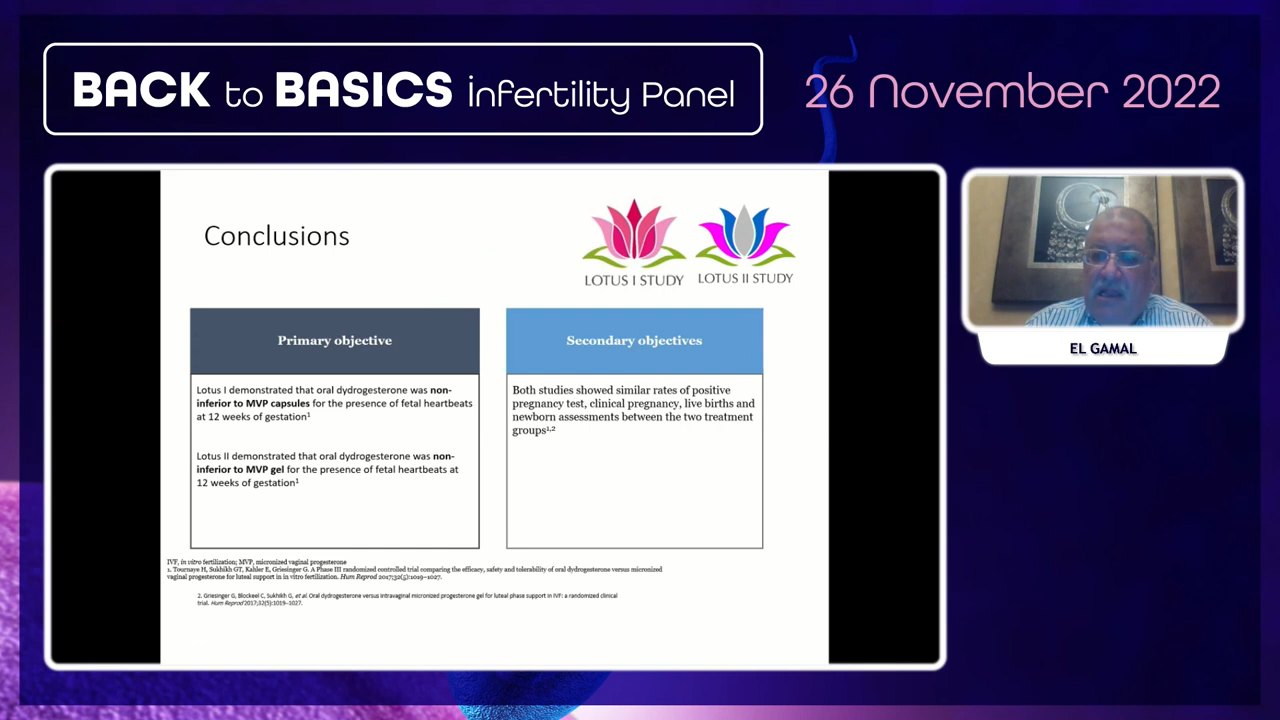 BACK to BASICS infertility Panel
26 November 2022
Conclusions
LOTUS I STUDY
LOTUS II STUDY
Primary objective
Lotus I demonstrated that oral dydrogesterone was non-
inferior to MVP capsules for the presence of fetal heartbeats
at 12 weeks of gestation¹
Lotus II demonstrated that oral dydrogesterone was non-
inferior to MVP gel for the presence of fetal heartbeats at
12 weeks of gestation¹
Secondary objectives
Both studies showed similar rates of positive
pregnancy test, clinical pregnancy, live births and
newborn assessments between the two treatment
groups¹,²
IVF, in vitro fertilization; MVP, micronized vaginal progesterone
1. Tournaye H, Sukhikh GT, Kahler E, Griesinger G. A Phase III randomized controlled trial comparing the efficacy, safety and tolerability of oral dydrogesterone versus micronized
vaginal progesterone for luteal support in in vitro fertilization. Hum Reprod 2017;32(5):1019–1027.
2. Griesinger G, Blockeel C, Sukhikh G, et al. Oral dydrogesterone versus intravaginal micronized progesterone gel for luteal phase support in IVF: a randomized clinical
trial. Hum Reprod 2017;32(5):1019–1027.
EL GAMAL